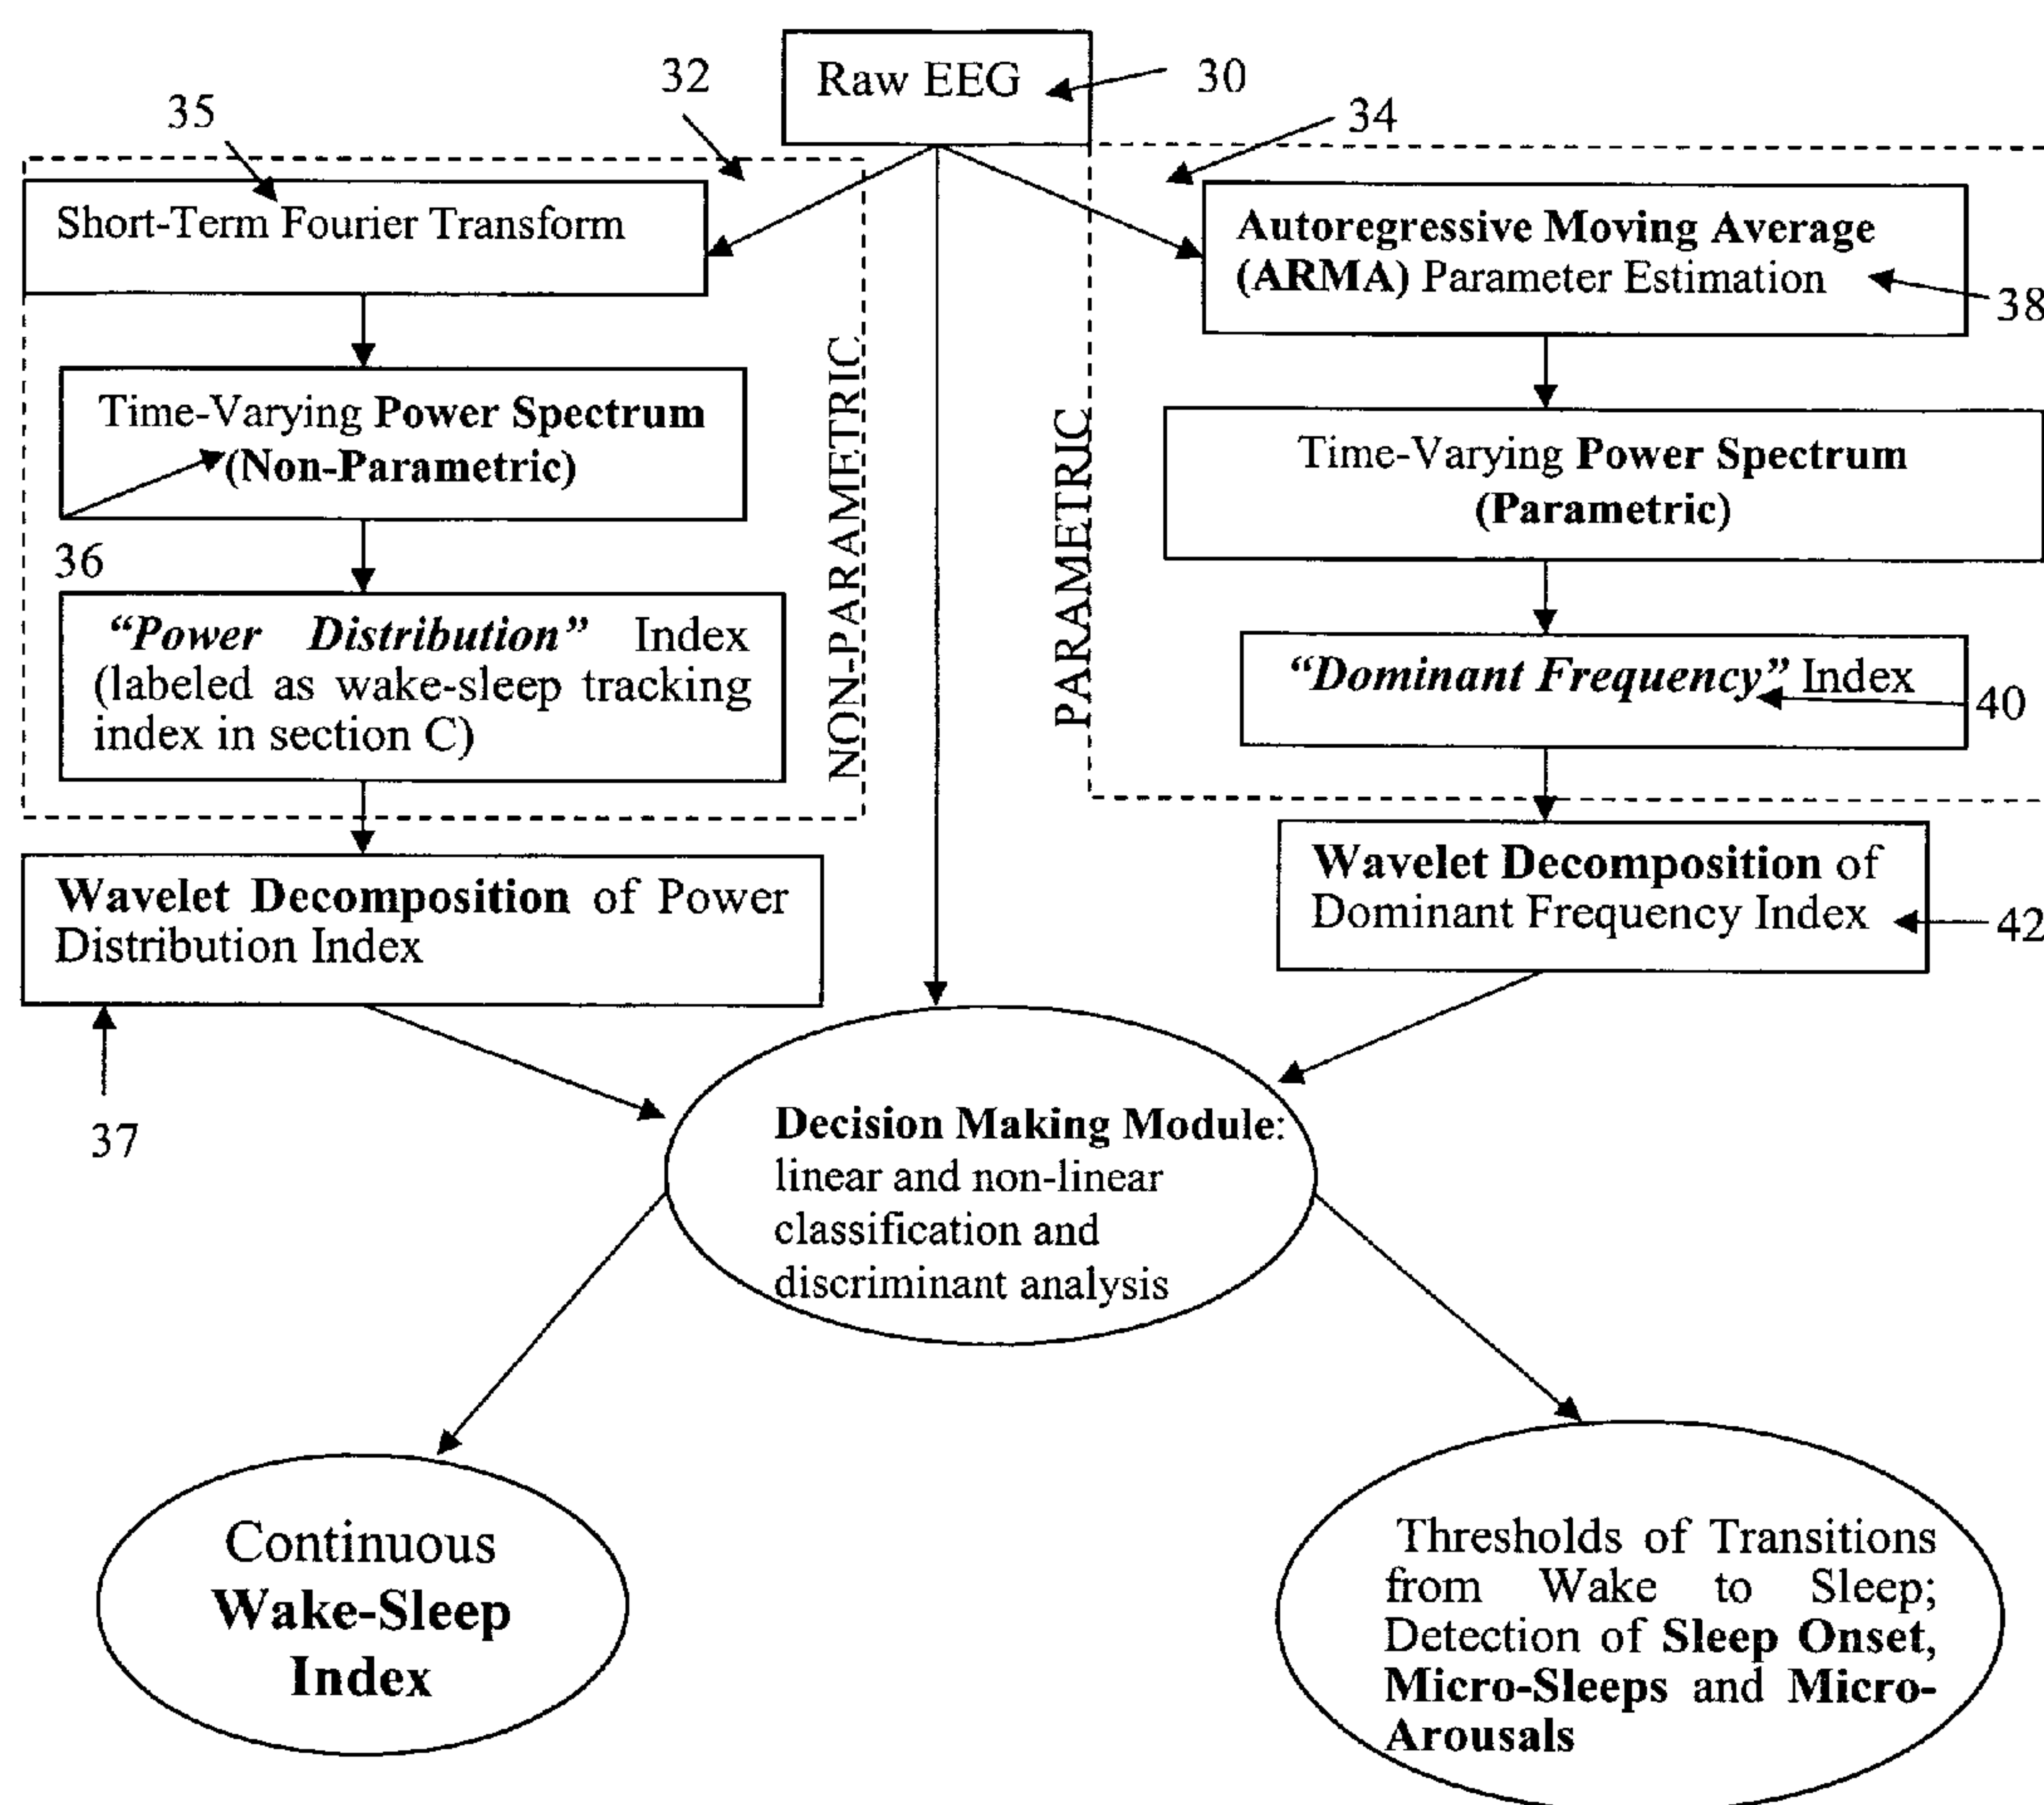 Raw EEG
30
32
34
35
Short-Term Fourier Transform
Autoregressive Moving Average
(ARMA) Parameter Estimation
38
Time-Varying Power Spectrum
(Non-Parametric)
36
NON-PARAMETRIC
PARAMETRIC
Time-Varying Power Spectrum
(Parametric)
“Power Distribution” Index
(labeled as wake-sleep tracking
index in section C)
“Dominant Frequency” Index
40
Wavelet Decomposition of Power
Distribution Index
37
Wavelet Decomposition of
Dominant Frequency Index
42
Decision Making Module:
linear and non-linear
classification and
discriminant analysis
Continuous
Wake-Sleep
Index
Thresholds of Transitions
from Wake to Sleep;
Detection of Sleep Onset,
Micro-Sleeps and Micro-
Arousals